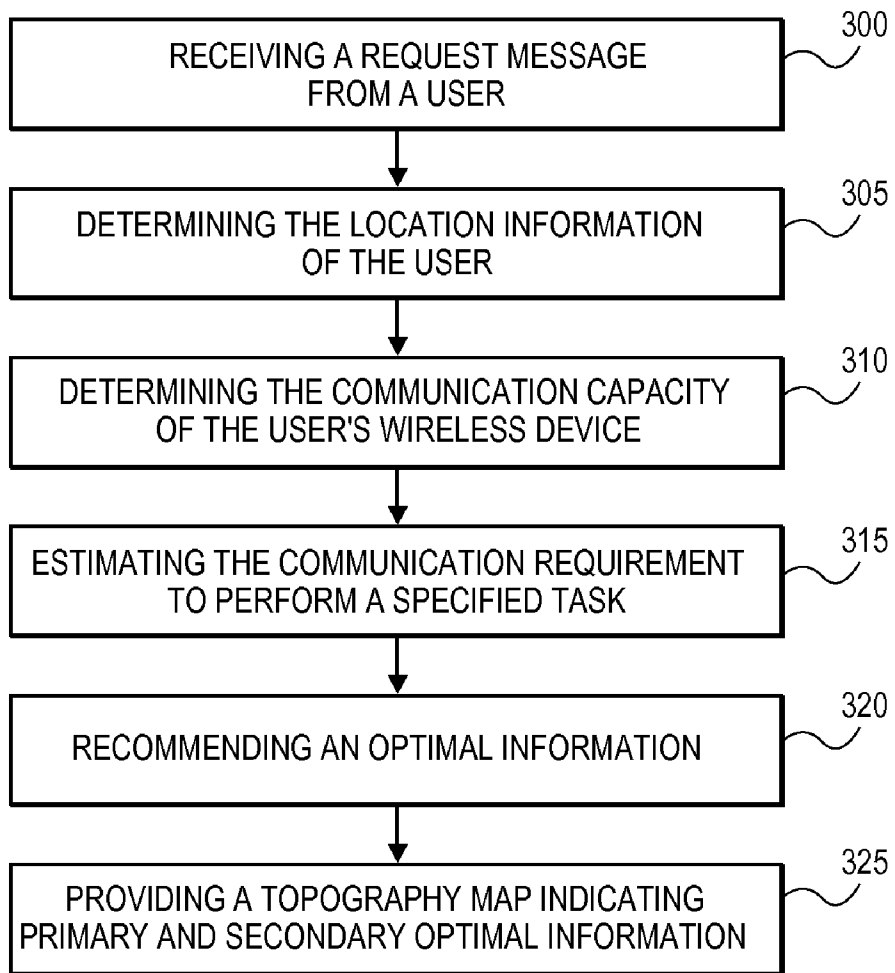 300
RECEIVING A REQUEST MESSAGE
FROM A USER
305
DETERMINING THE LOCATION INFORMATION
OF THE USER
310
DETERMINING THE COMMUNICATION CAPACITY
OF THE USER'S WIRELESS DEVICE
315
ESTIMATING THE COMMUNICATION REQUIREMENT
TO PERFORM A SPECIFIED TASK
320
RECOMMENDING AN OPTIMAL INFORMATION
325
PROVIDING A TOPOGRAPHY MAP INDICATING
PRIMARY AND SECONDARY OPTIMAL INFORMATION